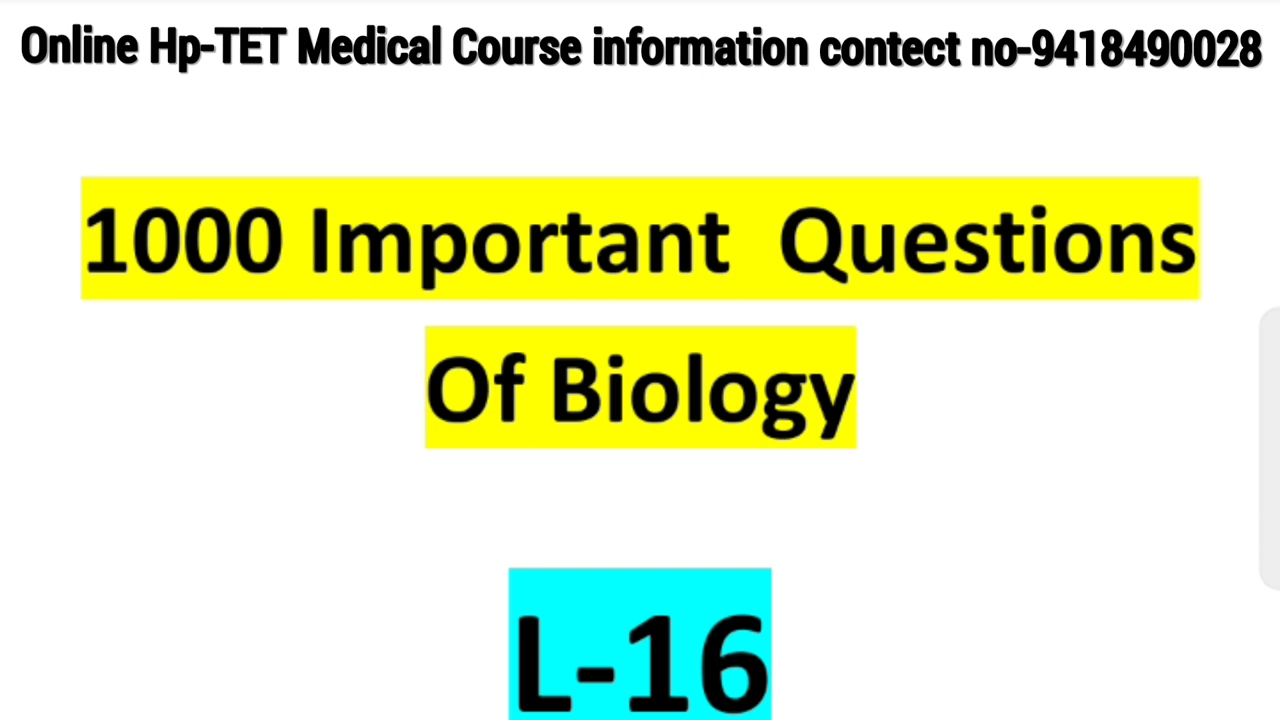 Online Hp-TET Medical Course information contect no-9418490028
1000 Important Questions
Of Biology
L-16